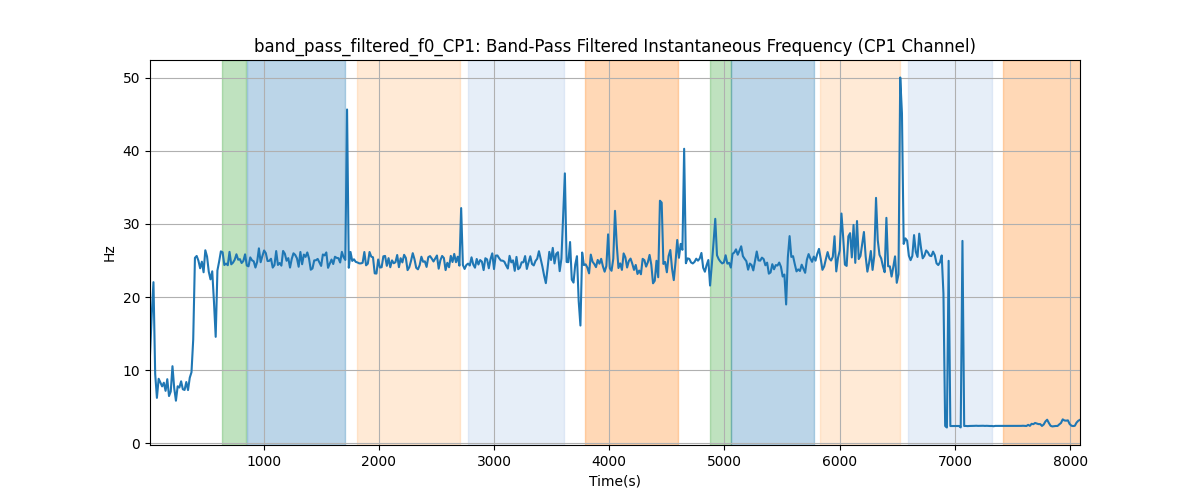 band_pass_filtered_f0_CP1: Band-Pass Filtered Instantaneous Frequency (CP1 Channel)
50
40
30
20
10
0
Hz
1000 2000 3000 4000 5000 6000 7000 8000
Time(s)